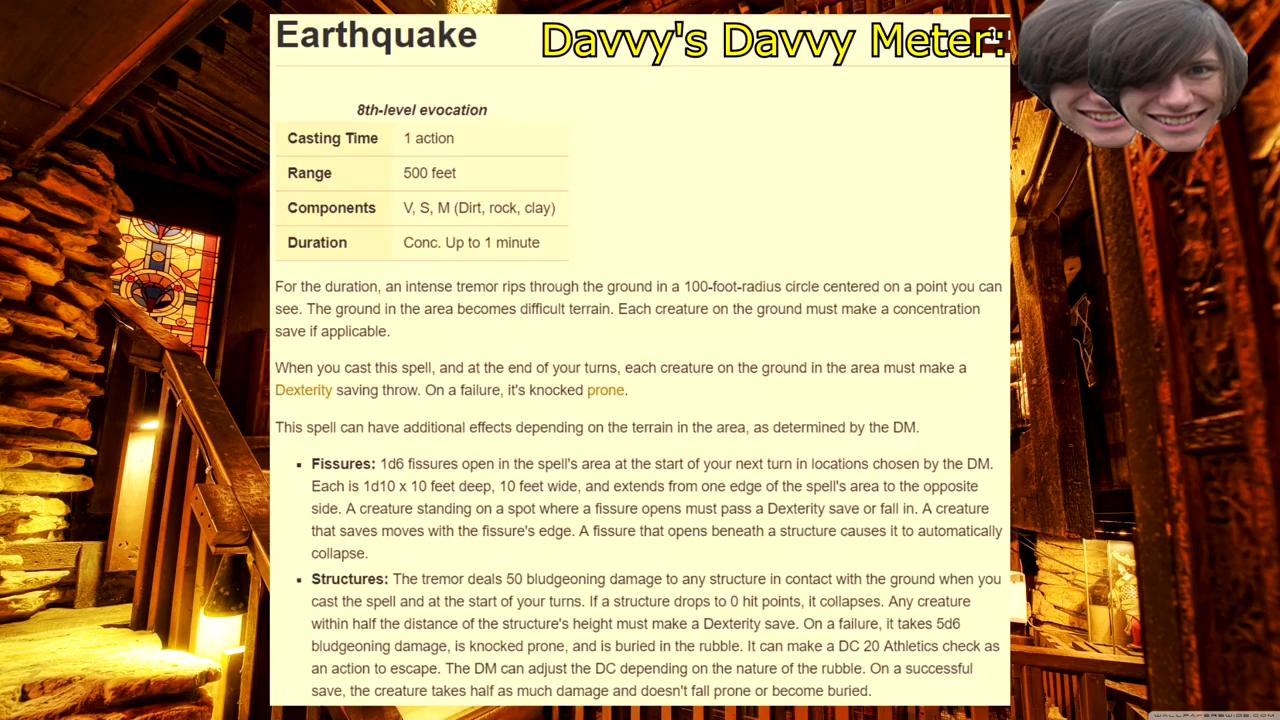 Earthquake
Davvy's Davvy Meter:
8th-level evocation
Casting Time 1 action
Range 500 feet
Components V, S, M (Dirt, rock, clay)
Duration Conc. Up to 1 minute
For the duration, an intense tremor rips through the ground in a 100-foot-radius circle centered on a point you can
see. The ground in the area becomes difficult terrain. Each creature on the ground must make a concentration
save if applicable.
When you cast this spell, and at the end of your turns, each creature on the ground in the area must make a
Dexterity saving throw. On a failure, it's knocked prone.
This spell can have additional effects depending on the terrain in the area, as determined by the DM.
▪ Fissures: 1d6 fissures open in the spell's area at the start of your next turn in locations chosen by the DM.
Each is 1d10 x 10 feet deep, 10 feet wide, and extends from one edge of the spell's area to the opposite
side. A creature standing on a spot where a fissure opens must pass a Dexterity save or fall in. A creature
that saves moves with the fissure's edge. A fissure that opens beneath a structure causes it to automatically
collapse.
▪ Structures: The tremor deals 50 bludgeoning damage to any structure in contact with the ground when you
cast the spell and at the start of your turns. If a structure drops to 0 hit points, it collapses. Any creature
within half the distance of the structure's height must make a Dexterity save. On a failure, it takes 5d6
bludgeoning damage, is knocked prone, and is buried in the rubble. It can make a DC 20 Athletics check as
an action to escape. The DM can adjust the DC depending on the nature of the rubble. On a successful
save, the creature takes half as much damage and doesn't fall prone or become buried.
WALLPAPERSWIDE.COM